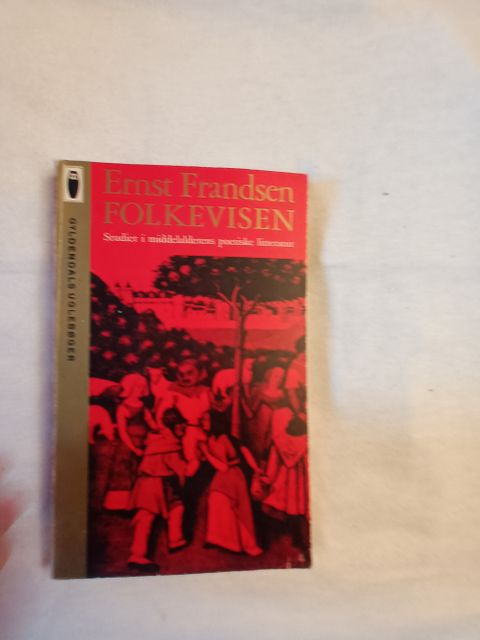 Ernst Frandsen
FOLKEVISEN
Studier i middelalderens poetiske litteratur
GYLDENDALS UGLEBØGER